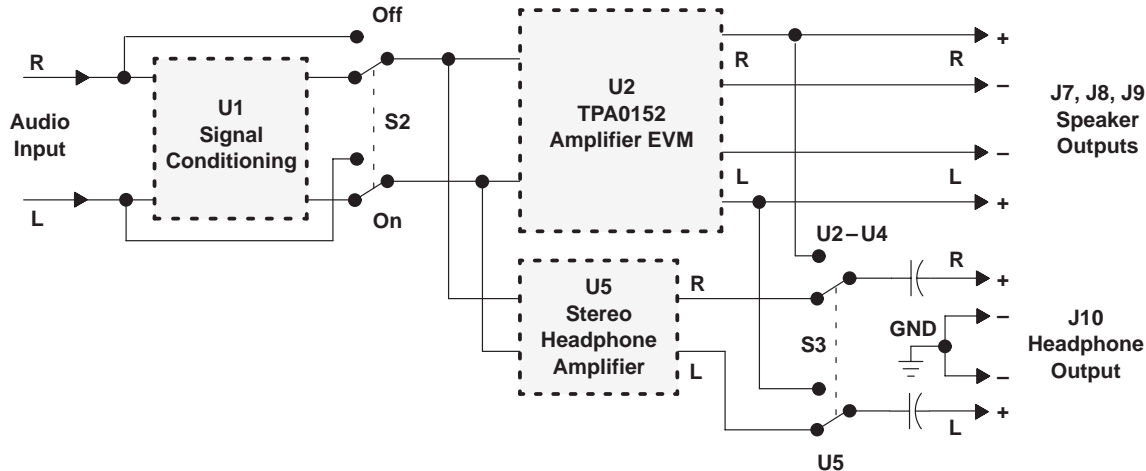 Off
R
Audio
Input
L
U1
Signal
Conditioning
S2
On
U2
TPA0152
Amplifier EVM
R
L
R
+
–
–
L
+
J7, J8, J9
Speaker
Outputs
U5
Stereo
Headphone
Amplifier
R
L
U2–U4
S3
U5
R
+
GND
–
–
+
L
J10
Headphone
Output